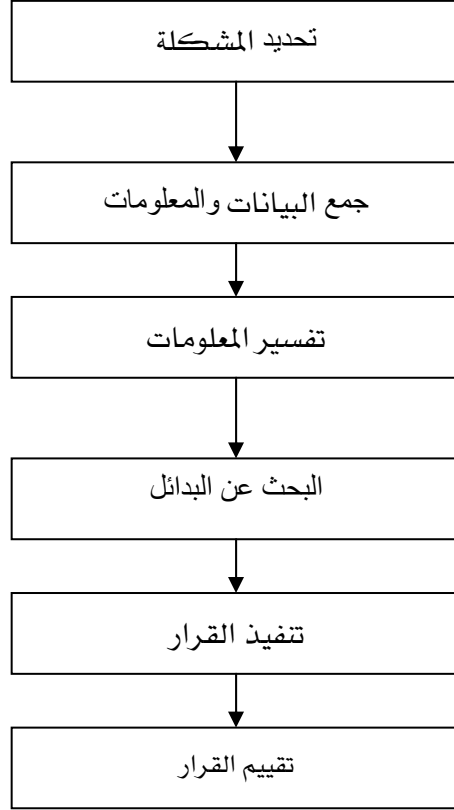 تحديد المشكلة
جمع البيانات والمعلومات
تفسير المعلومات
البحث عن البدائل
تنفيذ القرار
تقييم القرار